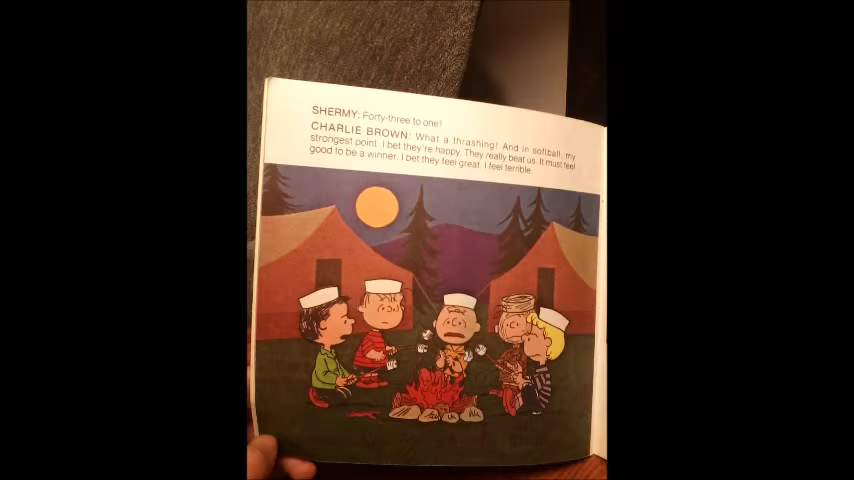 SHERMY: Forty-three to one!
CHARLIE BROWN: What a thrashing! And in softball, my
strongest point. I bet they're happy. They really beat us. It must feel
good to be a winner. I bet they feel great. I feel terrible.